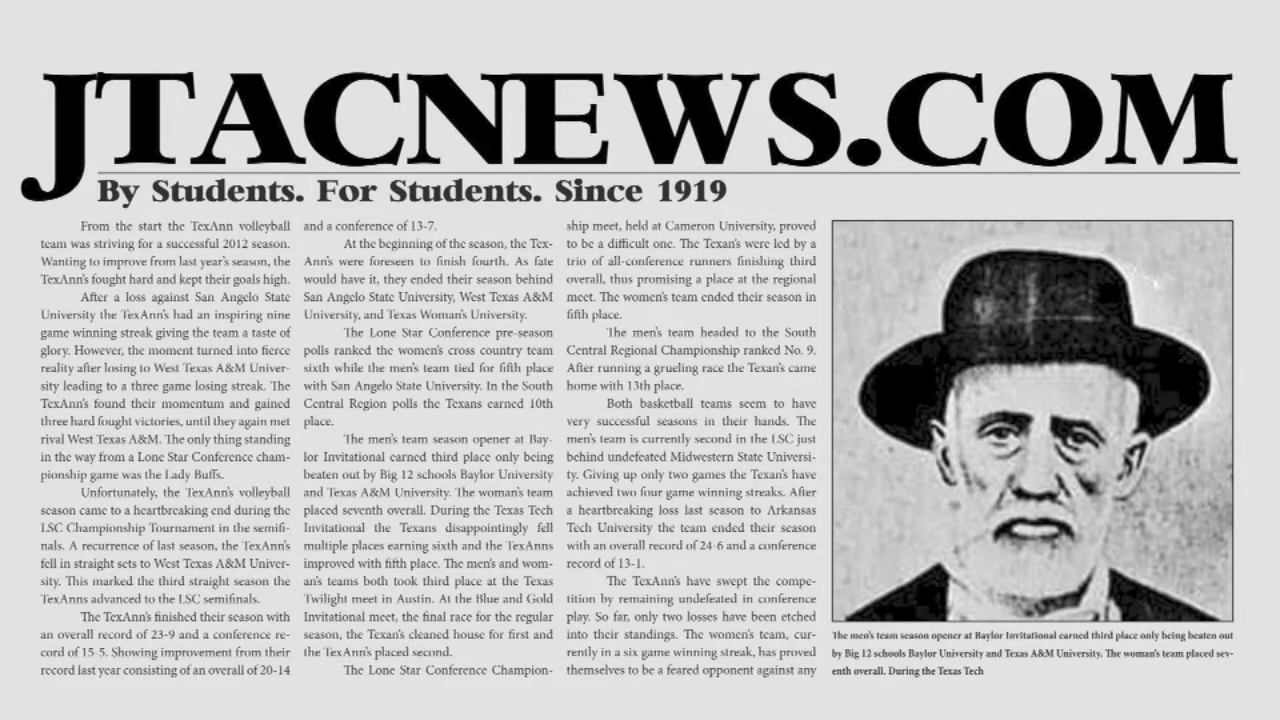 JTACNEWS.COM
By Students. For Students. Since 1919
From the start the TexAnn volleyball
team was striving for a successful 2012 season.
Wanting to improve from last year's season, the
TexAnn's fought hard and kept their goals high.
After a loss against San Angelo State
University the TexAnn's had an inspiring nine
game winning streak giving the team a taste of
glory. However, the moment turned into fierce
reality after losing to West Texas A&M Univer-
sity leading to a three game losing streak. The
TexAnn's found their momentum and gained
three hard fought victories, until they again met
rival West Texas A&M. The only thing standing
in the way from a Lone Star Conference cham-
pionship game was the Lady Buffs.
Unfortunately, the TexAnn's volleyball
season came to a heartbreaking end during the
LSC Championship Tournament in the semifi-
nals. A recurrence of last season, the TexAnn's
fell in straight sets to West Texas A&M Univer-
sity. This marked the third straight season the
TexAnns advanced to the LSC semifinals.
The TexAnn's finished their season with
an overall record of 23-9 and a conference re-
cord of 15-5. Showing improvement from their
record last year consisting of an overall of 20-14
and a conference of 13-7.
At the beginning of the season, the Tex-
Ann's were foreseen to finish fourth. As fate
would have it, they ended their season behind
San Angelo State University, West Texas A&M
University, and Texas Woman's University.
The Lone Star Conference pre-season
polls ranked the women's cross country team
sixth while the men's team tied for fifth place
with San Angelo State University. In the South
Central Region polls the Texans earned 10th
place.
The men's team season opener at Bay-
lor Invitational earned third place only being
beaten out by Big 12 schools Baylor University
and Texas A&M University. The woman's team
placed seventh overall. During the Texas Tech
Invitational the Texans disappointingly fell
multiple places earning sixth and the TexAnns
improved with fifth place. The men's and wom-
an's teams both took third place at the Texas
Twilight meet in Austin. At the Blue and Gold
Invitational meet, the final race for the regular
season, the Texan's cleaned house for first and
the TexAnn's placed second.
The Lone Star Conference Champion-
ship meet, held at Cameron University, proved
to be a difficult one. The Texan's were led by a
trio of all-conference runners finishing third
overall, thus promising a place at the regional
meet. The women's team ended their season in
fifth place.
The men's team headed to the South
Central Regional Championship ranked No. 9.
After running a grueling race the Texan's came
home with 13th place.
Both basketball teams seem to have
very successful seasons in their hands. The
men's team is currently second in the LSC just
behind undefeated Midwestern State Universi-
ty. Giving up only two games the Texan's have
achieved two four game winning streaks. After
a heartbreaking loss last season to Arkansas
Tech University the team ended their season
with an overall record of 24-6 and a conference
record of 13-1.
The TexAnn's have swept the compe-
tition by remaining undefeated in conference
play. So far, only two losses have been etched
into their standings. The women's team, cur-
rently in a six game winning streak, has proved
themselves to be a feared opponent against any
The men's team season opener at Baylor Invitational earned third place only being beaten out
by Big 12 schools Baylor University and Texas A&M University. The woman's team placed sev-
enth overall. During the Texas Tech